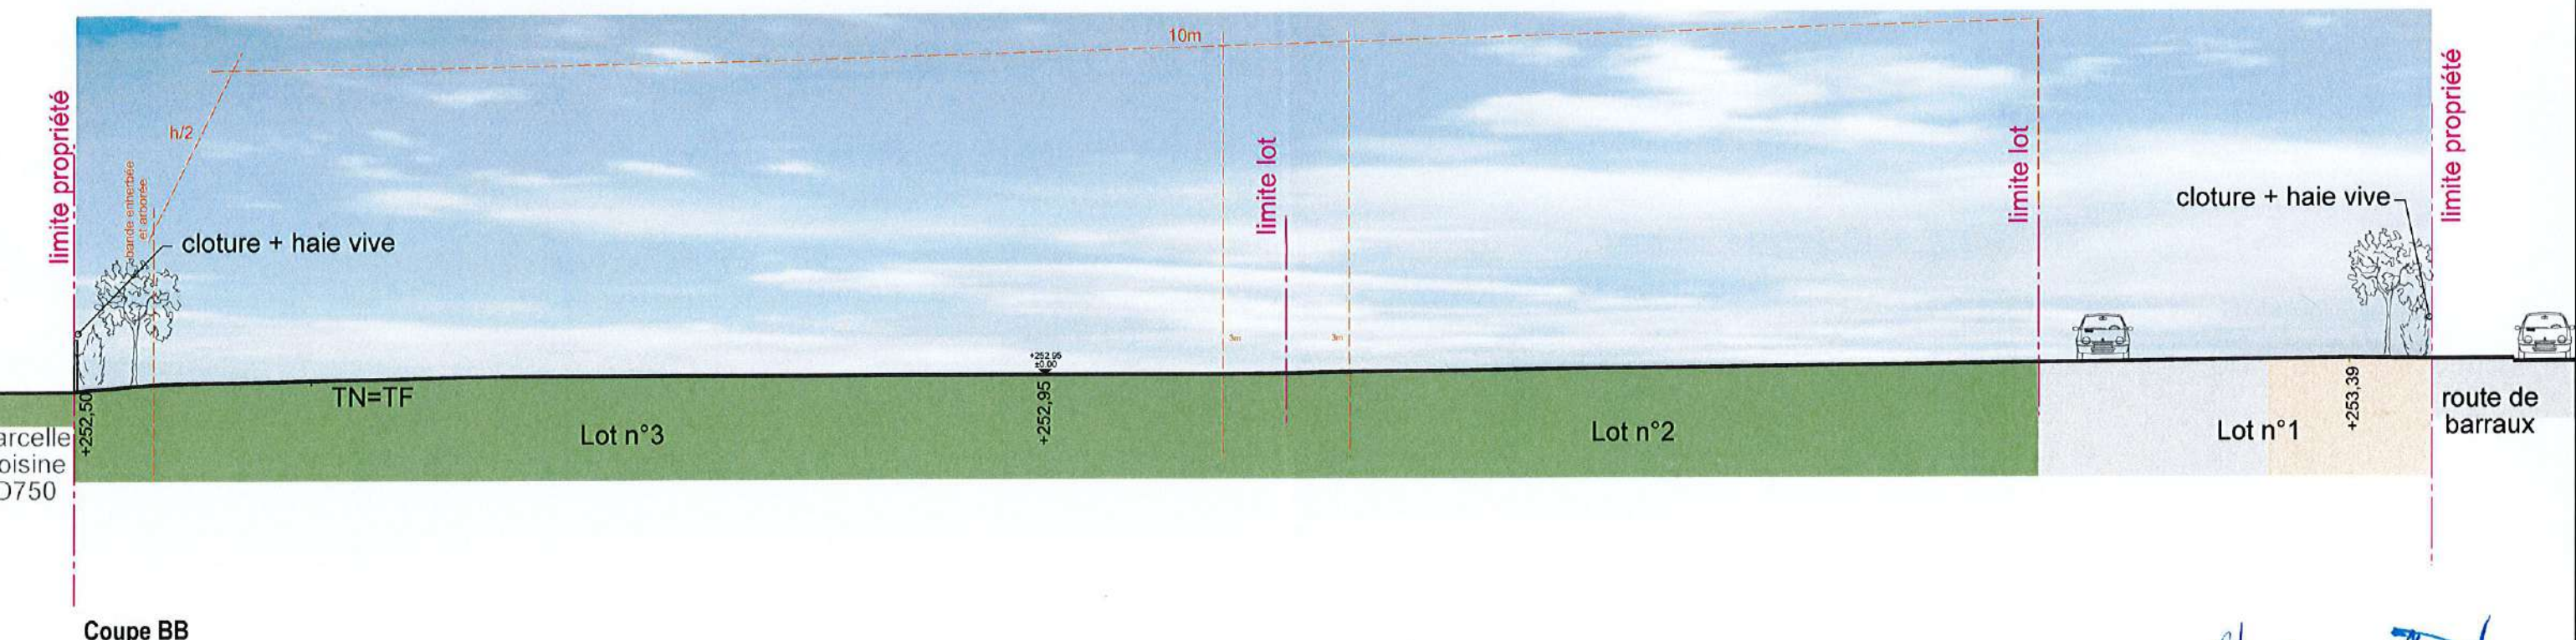 10m
limite propriété
h/2
bande enherbée
et arborée
cloture + haie vive
limite lot
limite lot
cloture + haie vive
limite propriété
3m
3m
+252.95
±0.00
+252,50
TN=TF
Lot n°3
+252,95
Lot n°2
Lot n°1
+253,39
route de
barraux
arcelle
oisine
D750
Coupe BB